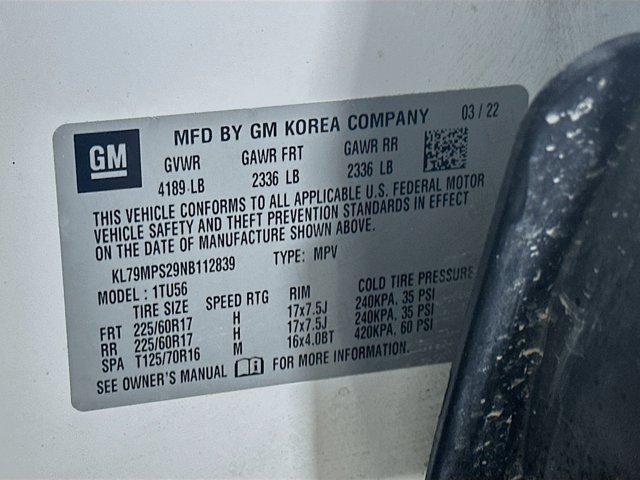 GM
MFD BY GM KOREA COMPANY 03 / 22
GVWR GAWR FRT GAWR RR
4189 LB 2336 LB 2336 LB
THIS VEHICLE CONFORMS TO ALL APPLICABLE U.S. FEDERAL MOTOR
VEHICLE SAFETY AND THEFT PREVENTION STANDARDS IN EFFECT
ON THE DATE OF MANUFACTURE SHOWN ABOVE.
KL79MPS29NB112839 TYPE: MPV
MODEL : 1TU56
TIRE SIZE SPEED RTG RIM COLD TIRE PRESSURE
FRT 225/60R17 H 17x7.5J 240KPA, 35 PSI
RR 225/60R17 H 17x7.5J 240KPA, 35 PSI
SPA T125/70R16 M 16x4.0BT 420KPA, 60 PSI
SEE OWNER'S MANUAL FOR MORE INFORMATION.